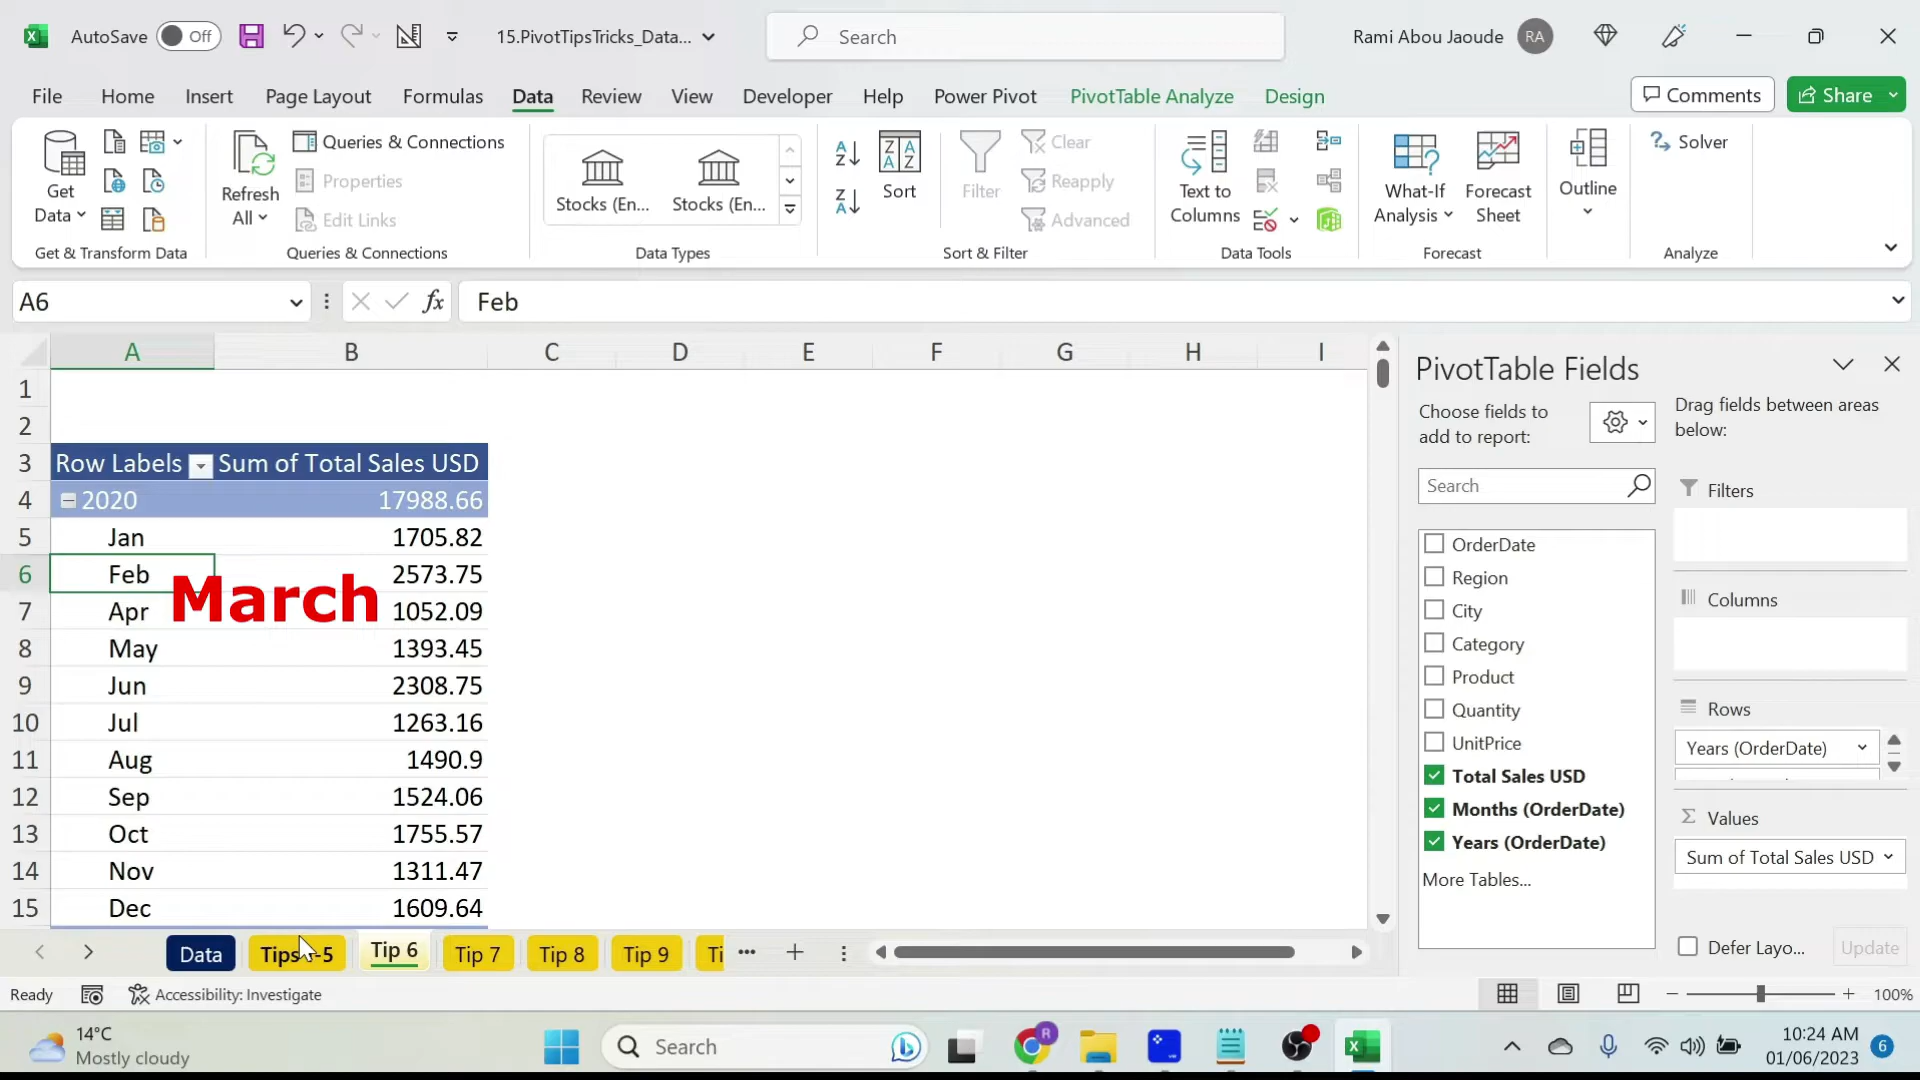 AutoSave Off 15.PivotTipsTricks_Data... Search Rami Abou Jaoude RA
File Home Insert Page Layout Formulas Data Review View Developer Help Power Pivot PivotTable Analyze Design Comments Share
Get Data
Refresh All
Queries & Connections
Properties
Edit Links
Stocks (En... Stocks (En...
Sort
Filter
Clear
Reapply
Advanced
Text to Columns
What-If Analysis
Forecast Sheet
Outline
Solver
Get & Transform Data Queries & Connections Data Types Sort & Filter Data Tools Forecast Analyze
A6 fx Feb
A B C D E F G H I
1
2
3 Row Labels Sum of Total Sales USD
4 2020 17988.66
5 Jan 1705.82
6 Feb 2573.75
March
7 Apr 1052.09
8 May 1393.45
9 Jun 2308.75
10 Jul 1263.16
11 Aug 1490.9
12 Sep 1524.06
13 Oct 1755.57
14 Nov 1311.47
15 Dec 1609.64
PivotTable Fields
Choose fields to
add to report:
Search
OrderDate
Region
City
Category
Product
Quantity
UnitPrice
Total Sales USD
Months (OrderDate)
Years (OrderDate)
More Tables...
Drag fields between areas
below:
Filters
Columns
Rows
Years (OrderDate)
Values
Sum of Total Sales USD
Defer Layo... Update
Data Tips -5 Tip 6 Tip 7 Tip 8 Tip 9 Ti ...
Ready Accessibility: Investigate 100%
14°C
Mostly cloudy
Search
10:24 AM
01/06/2023
6